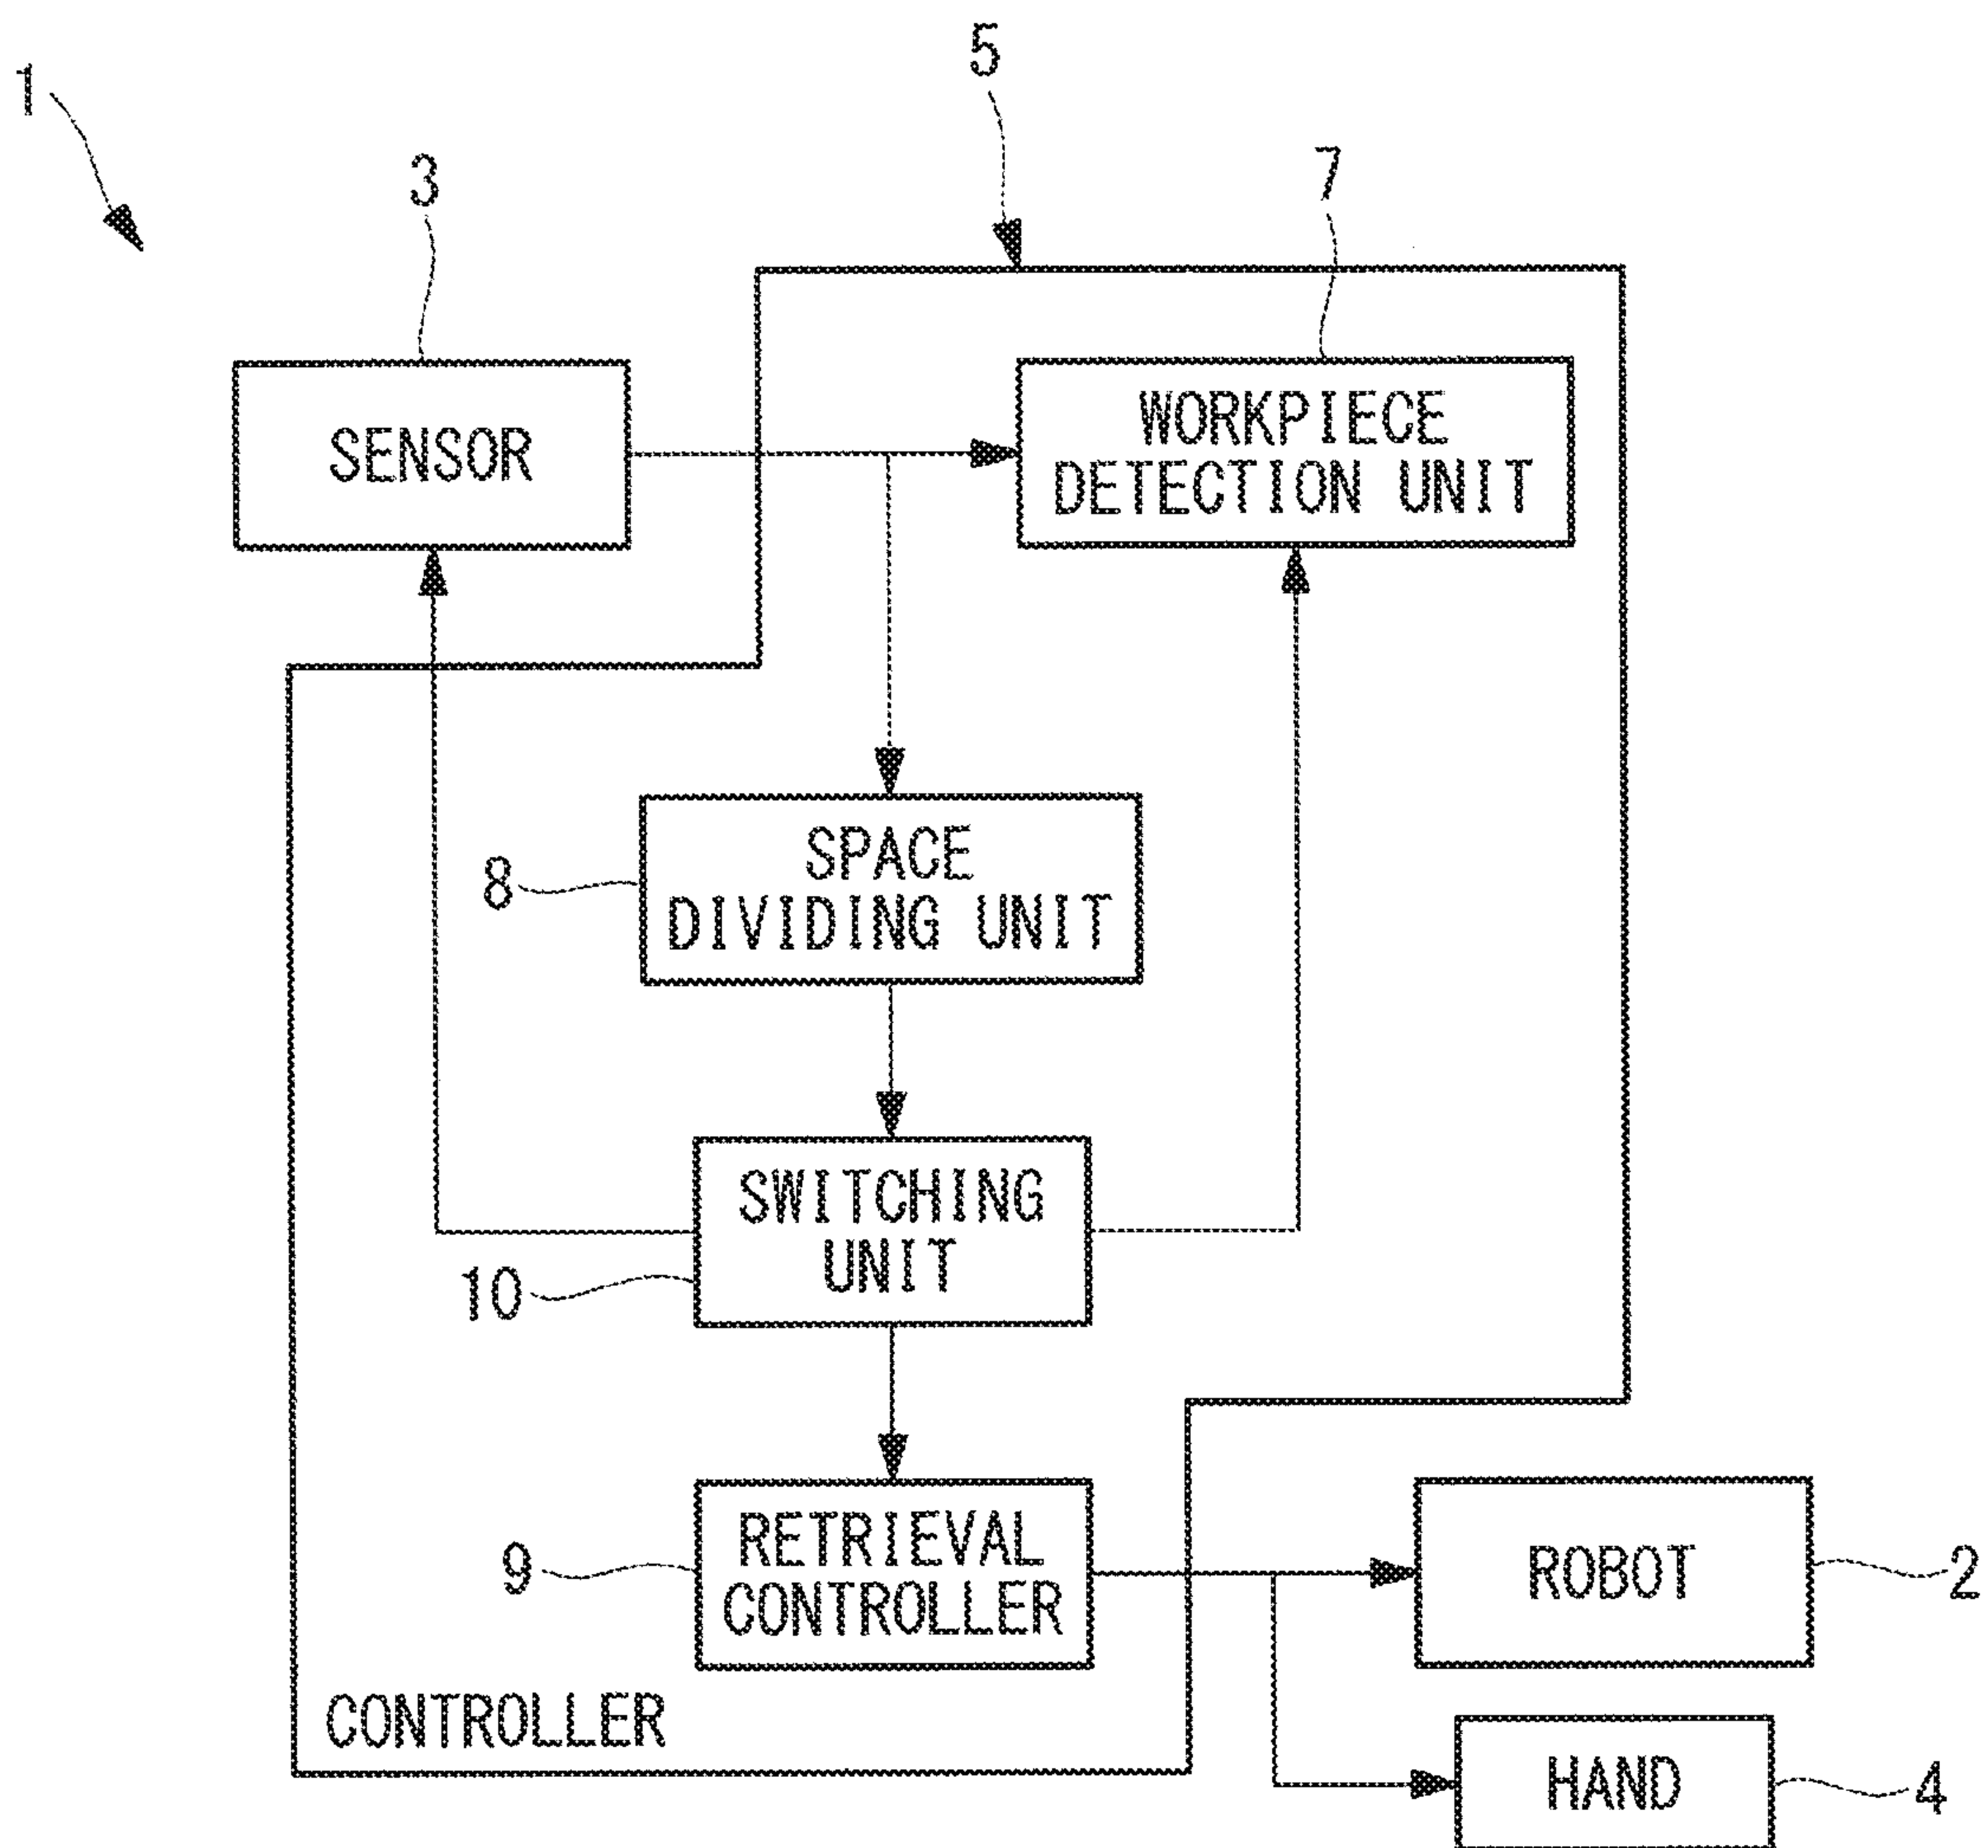 5
1
3
7
SENSOR
WORKPIECE
DETECTION UNIT
8
SPACE
DIVIDING UNIT
SWITCHING
UNIT
10
9
RETRIEVAL
CONTROLLER
ROBOT
2
CONTROLLER
HAND
4